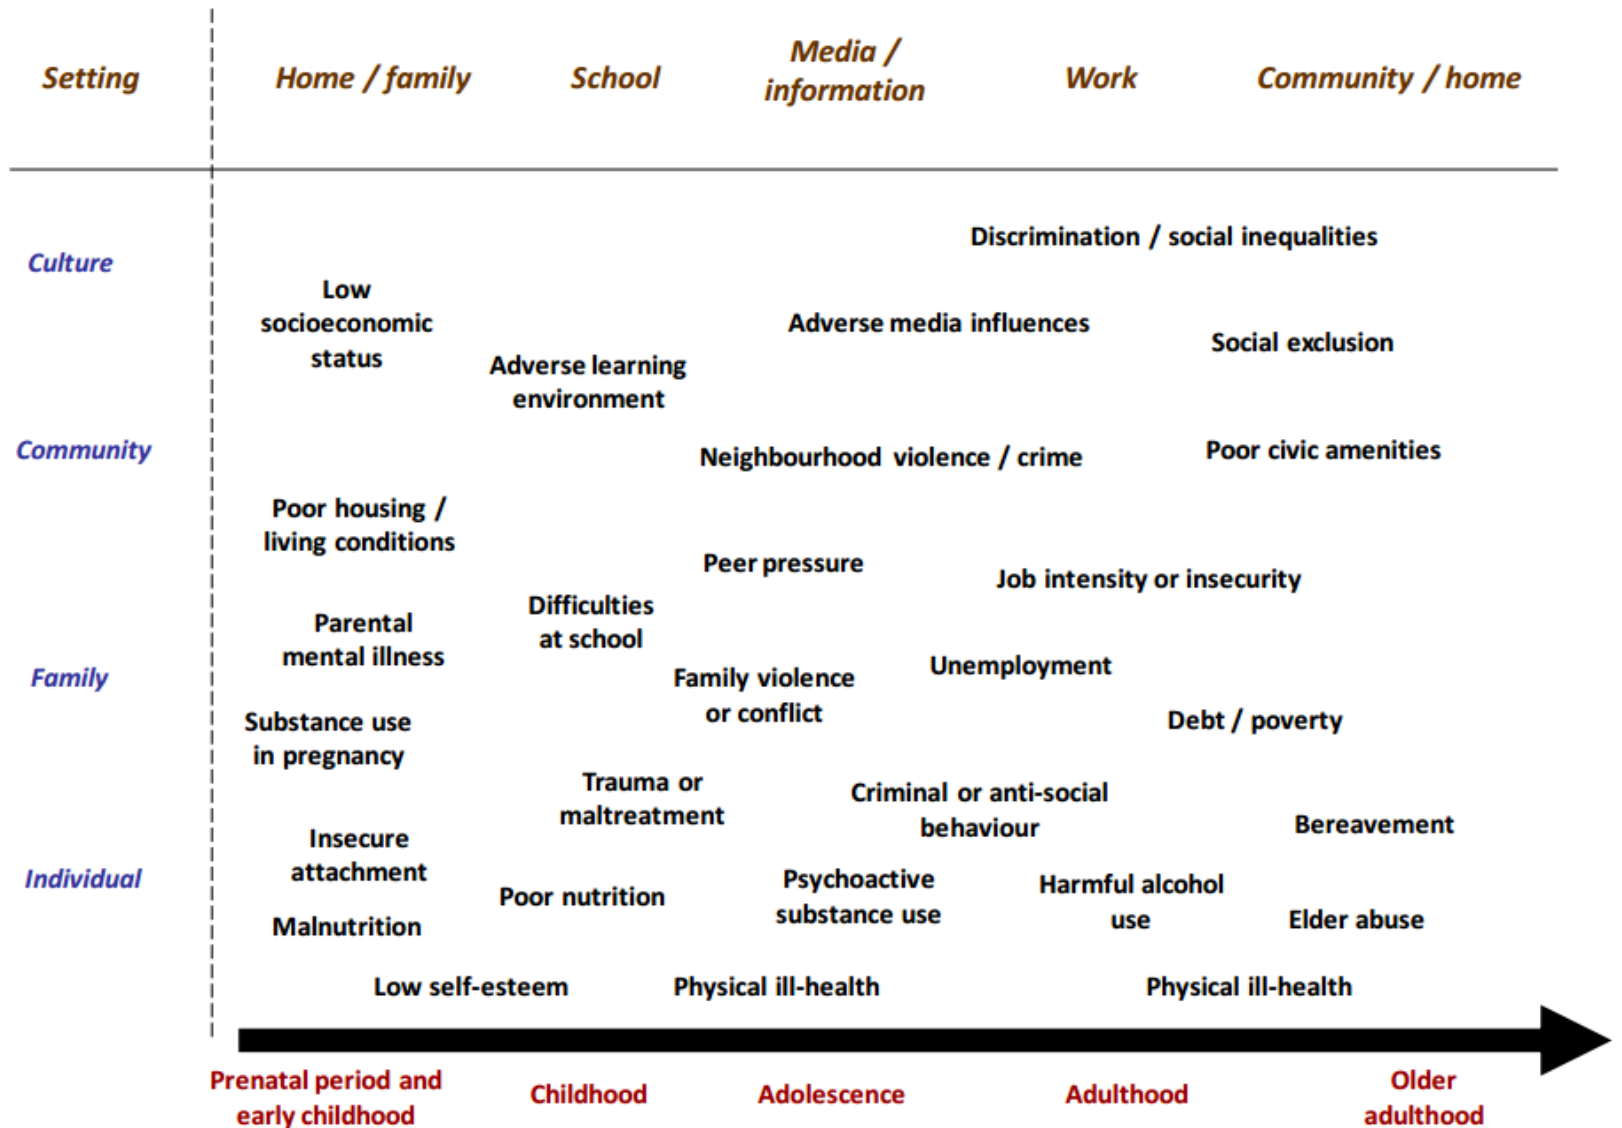 Setting
Home / family
School
Media /
information
Work
Community / home
Culture
Discrimination / social inequalities
Low
socioeconomic
status
Adverse media influences
Social exclusion
Adverse learning
environment
Community
Neighbourhood violence / crime
Poor civic amenities
Poor housing /
living conditions
Peer pressure
Job intensity or insecurity
Difficulties
at school
Parental
mental illness
Family
Family violence
or conflict
Unemployment
Substance use
in pregnancy
Debt / poverty
Trauma or
maltreatment
Criminal or anti-social
behaviour
Bereavement
Insecure
attachment
Individual
Poor nutrition
Psychoactive
substance use
Harmful alcohol
use
Elder abuse
Malnutrition
Low self-esteem
Physical ill-health
Physical ill-health
Prenatal period and
early childhood
Childhood
Adolescence
Adulthood
Older
adulthood